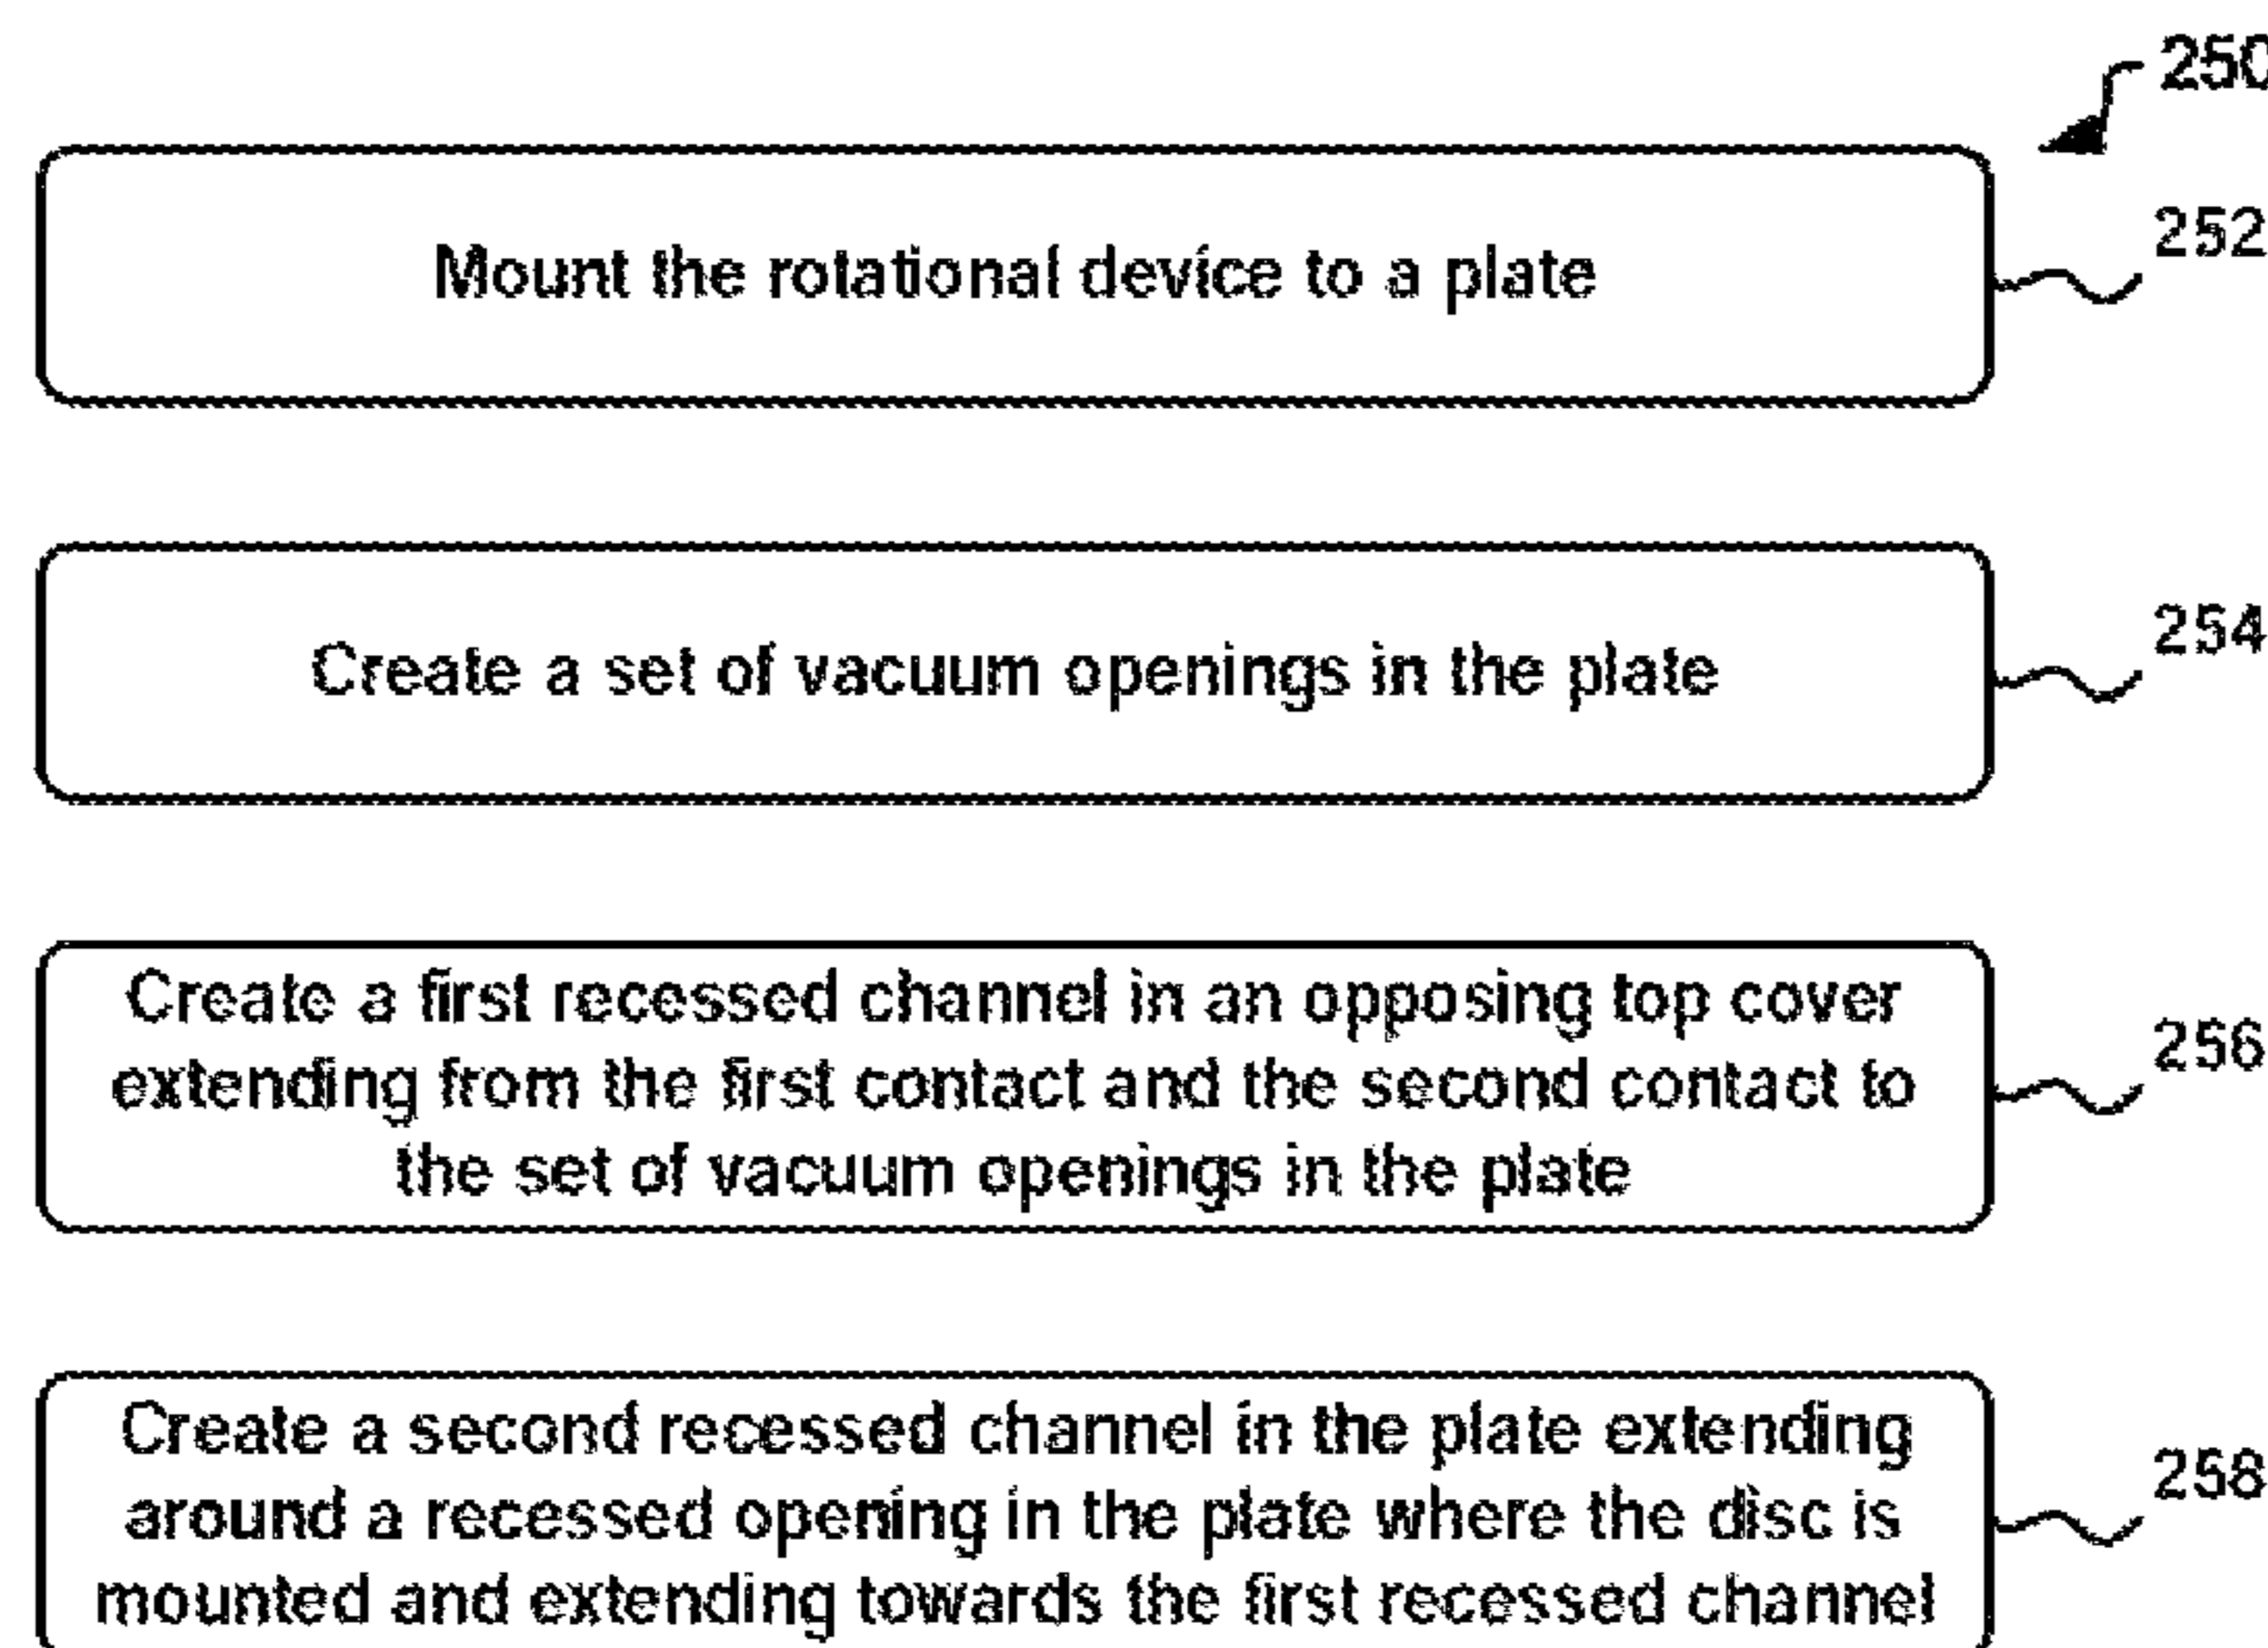 250
Mount the rotational device to a plate
252
Create a set of vacuum openings in the plate
254
Create a first recessed channel in an opposing top cover
extending from the first contact and the second contact to
the set of vacuum openings in the plate
256
Create a second recessed channel in the plate extending
around a recessed opening in the plate where the disc is
mounted and extending towards the first recessed channel
258